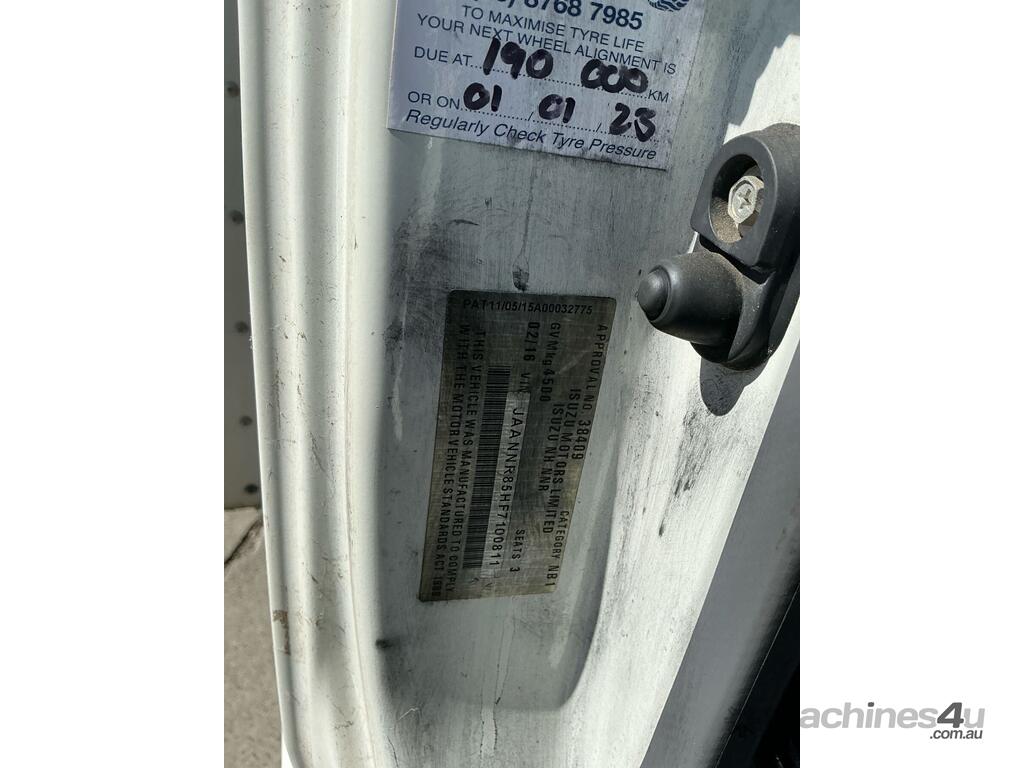 8768 7985
TO MAXIMISE TYRE LIFE
YOUR NEXT WHEEL ALIGNMENT IS
DUE AT 190 000 KM
OR ON 01 / 01 / 23
Regularly Check Tyre Pressure
PAT11/05/15A00032775
APPROVAL NO. 38409 CATEGORY NB1
ISUZU MOTORS LIMITED
ISUZU NH NNR
GVMkg 4500 SEATS 3
02/16 VIN JAANNR85HF7100811
THIS VEHICLE WAS MANUFACTURED TO COMPLY
WITH THE MOTOR VEHICLE STANDARDS ACT 1989
achines4u
.com.au